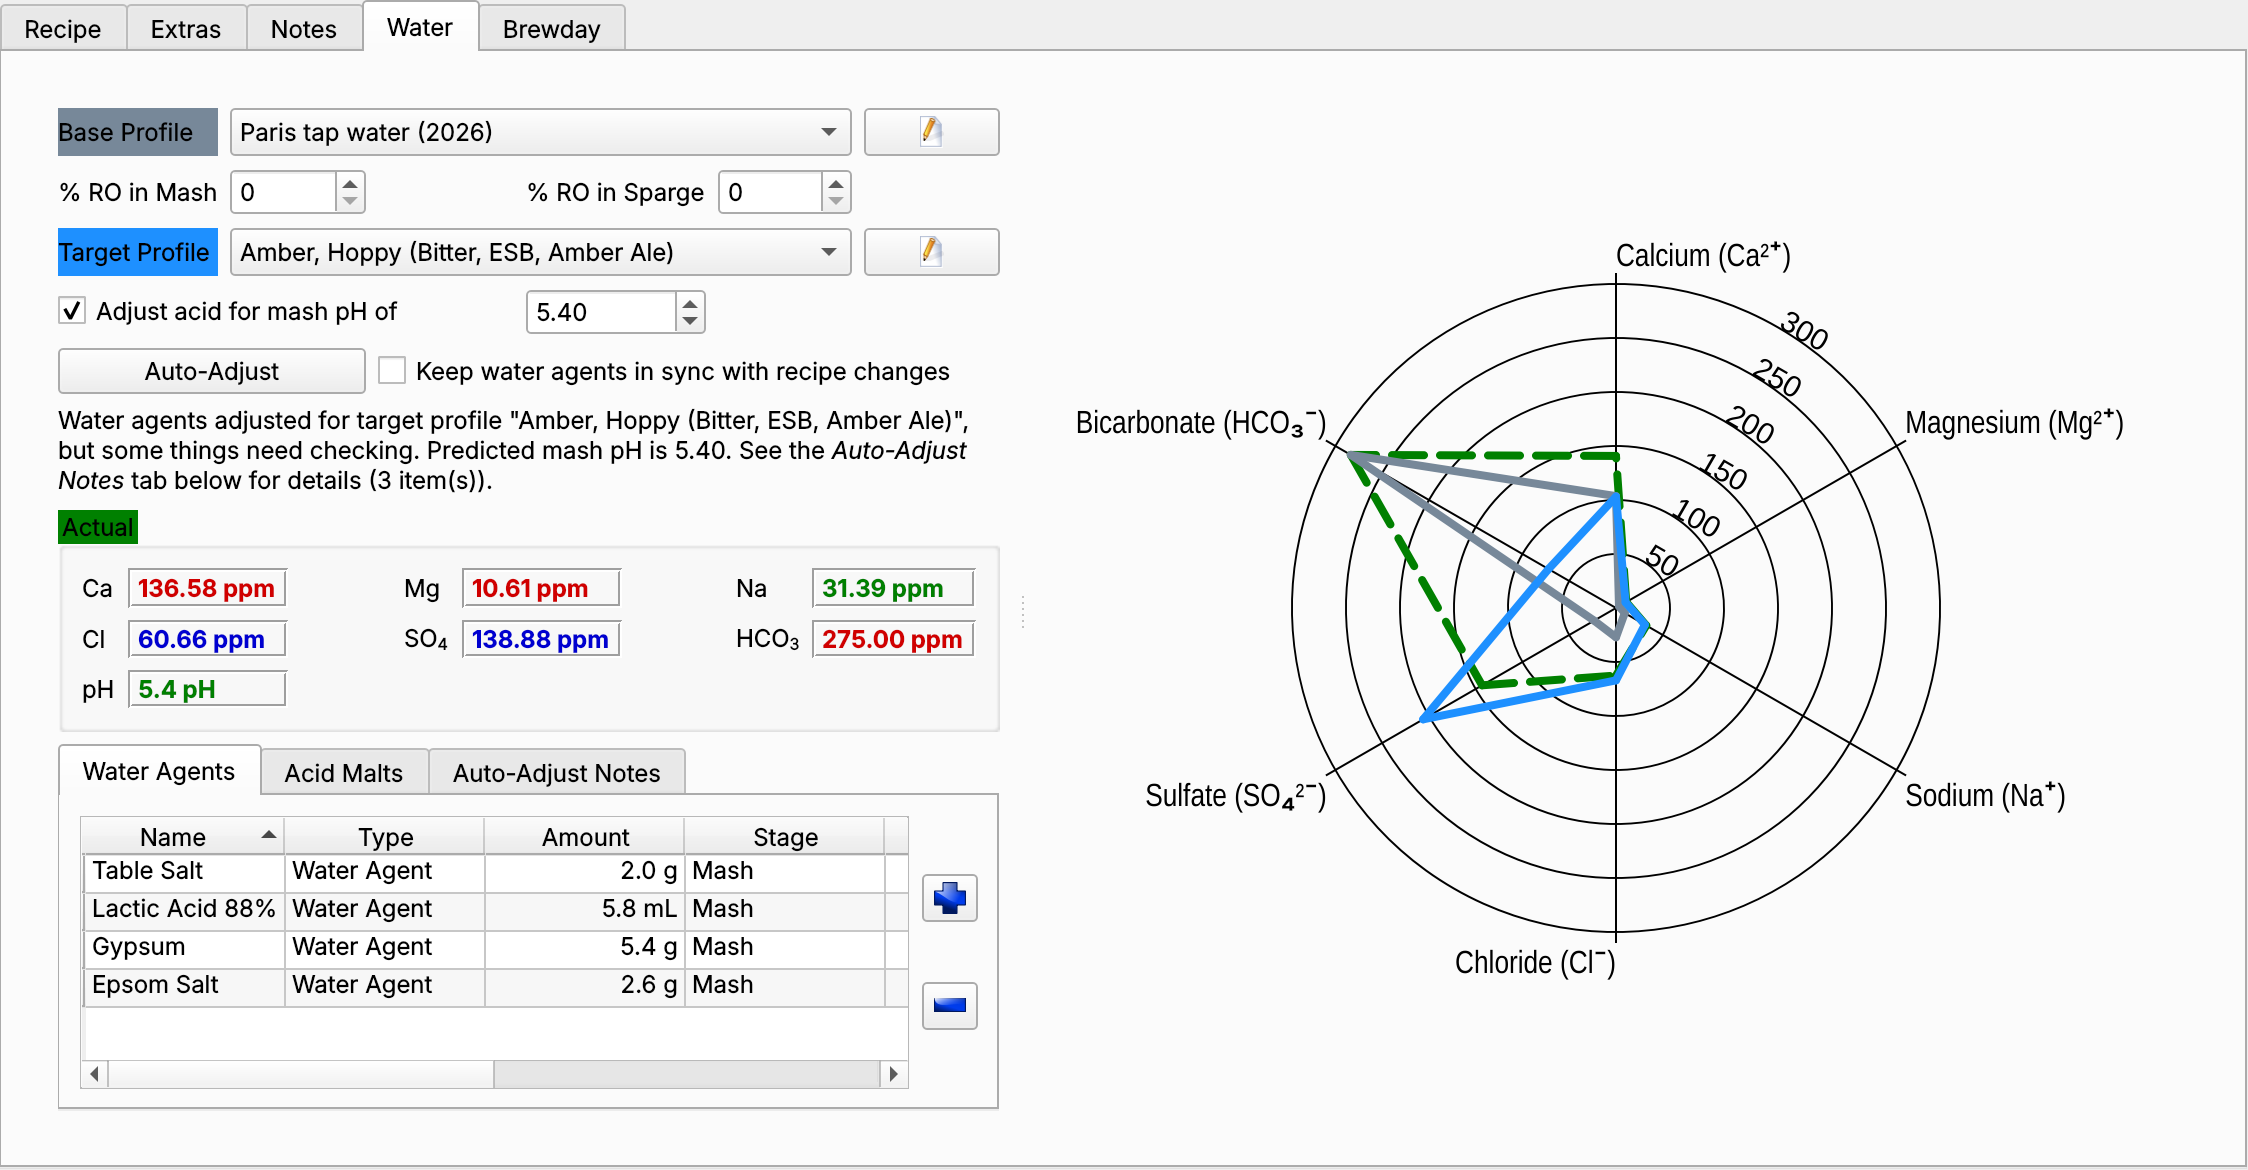 Recipe Extras Notes Water Brewday
Base Profile Paris tap water (2026)
% RO in Mash 0 % RO in Sparge 0
Target Profile Amber, Hoppy (Bitter, ESB, Amber Ale)
Adjust acid for mash pH of 5.40
Auto-Adjust Keep water agents in sync with recipe changes
Water agents adjusted for target profile "Amber, Hoppy (Bitter, ESB, Amber Ale)",
but some things need checking. Predicted mash pH is 5.40. See the Auto-Adjust
Notes tab below for details (3 item(s)).
Actual
Ca 136.58 ppm Mg 10.61 ppm Na 31.39 ppm
Cl 60.66 ppm SO₄ 138.88 ppm HCO₃ 275.00 ppm
pH 5.4 pH
Water Agents Acid Malts Auto-Adjust Notes
Name Type Amount Stage
Table Salt Water Agent 2.0 g Mash
Lactic Acid 88% Water Agent 5.8 mL Mash
Gypsum Water Agent 5.4 g Mash
Epsom Salt Water Agent 2.6 g Mash
Calcium (Ca²⁺)
300
250
200
150
100
50
Bicarbonate (HCO₃⁻)
Magnesium (Mg²⁺)
Sulfate (SO₄²⁻)
Sodium (Na⁺)
Chloride (Cl⁻)